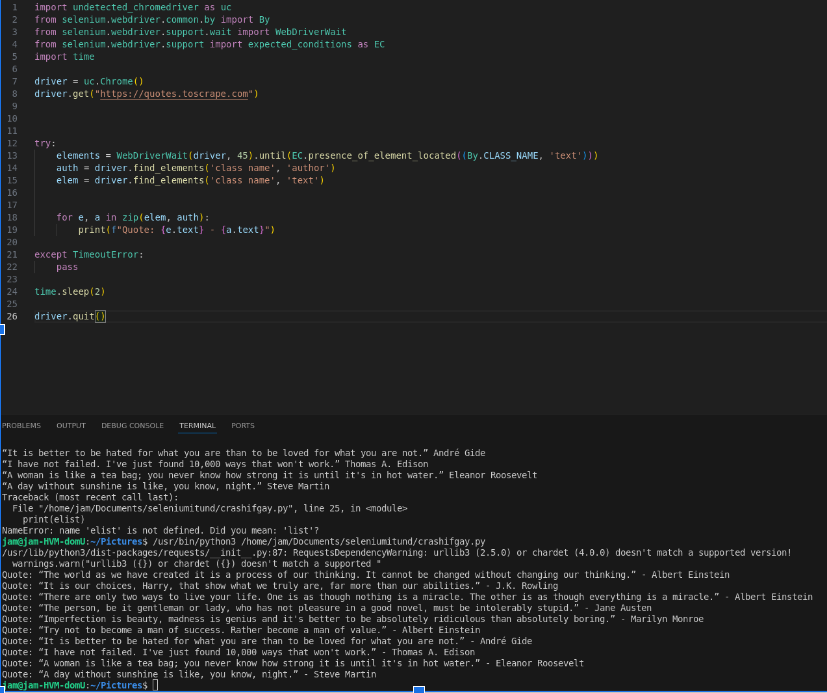 1 import undetected_chromedriver as uc
2 from selenium.webdriver.common.by import By
3 from selenium.webdriver.support.wait import WebDriverWait
4 from selenium.webdriver.support import expected_conditions as EC
5 import time
6
7 driver = uc.Chrome()
8 driver.get("https://quotes.toscrape.com")
9
10
11
12 try:
13     elements = WebDriverWait(driver, 45).until(EC.presence_of_element_located((By.CLASS_NAME, 'text')))
14     auth = driver.find_elements('class name', 'author')
15     elem = driver.find_elements('class name', 'text')
16
17
18     for e, a in zip(elem, auth):
19         print(f"Quote: {e.text} - {a.text}")
20
21 except TimeoutError:
22     pass
23
24 time.sleep(2)
25
26 driver.quit()
PROBLEMS OUTPUT DEBUG CONSOLE TERMINAL PORTS
“It is better to be hated for what you are than to be loved for what you are not.” André Gide
“I have not failed. I've just found 10,000 ways that won't work.” Thomas A. Edison
“A woman is like a tea bag; you never know how strong it is until it's in hot water.” Eleanor Roosevelt
“A day without sunshine is like, you know, night.” Steve Martin
Traceback (most recent call last):
  File "/home/jam/Documents/seleniumitund/crashifgay.py", line 25, in <module>
    print(elist)
NameError: name 'elist' is not defined. Did you mean: 'list'?
jam@jam-HVM-domU:~/Pictures$ /usr/bin/python3 /home/jam/Documents/seleniumitund/crashifgay.py
/usr/lib/python3/dist-packages/requests/__init__.py:87: RequestsDependencyWarning: urllib3 (2.5.0) or chardet (4.0.0) doesn't match a supported version!
  warnings.warn("urllib3 ({}) or chardet ({}) doesn't match a supported "
Quote: “The world as we have created it is a process of our thinking. It cannot be changed without changing our thinking.” - Albert Einstein
Quote: “It is our choices, Harry, that show what we truly are, far more than our abilities.” - J.K. Rowling
Quote: “There are only two ways to live your life. One is as though nothing is a miracle. The other is as though everything is a miracle.” - Albert Einstein
Quote: “The person, be it gentleman or lady, who has not pleasure in a good novel, must be intolerably stupid.” - Jane Austen
Quote: “Imperfection is beauty, madness is genius and it's better to be absolutely ridiculous than absolutely boring.” - Marilyn Monroe
Quote: “Try not to become a man of success. Rather become a man of value.” - Albert Einstein
Quote: “It is better to be hated for what you are than to be loved for what you are not.” - André Gide
Quote: “I have not failed. I've just found 10,000 ways that won't work.” - Thomas A. Edison
Quote: “A woman is like a tea bag; you never know how strong it is until it's in hot water.” - Eleanor Roosevelt
Quote: “A day without sunshine is like, you know, night.” - Steve Martin
jam@jam-HVM-domU:~/Pictures$